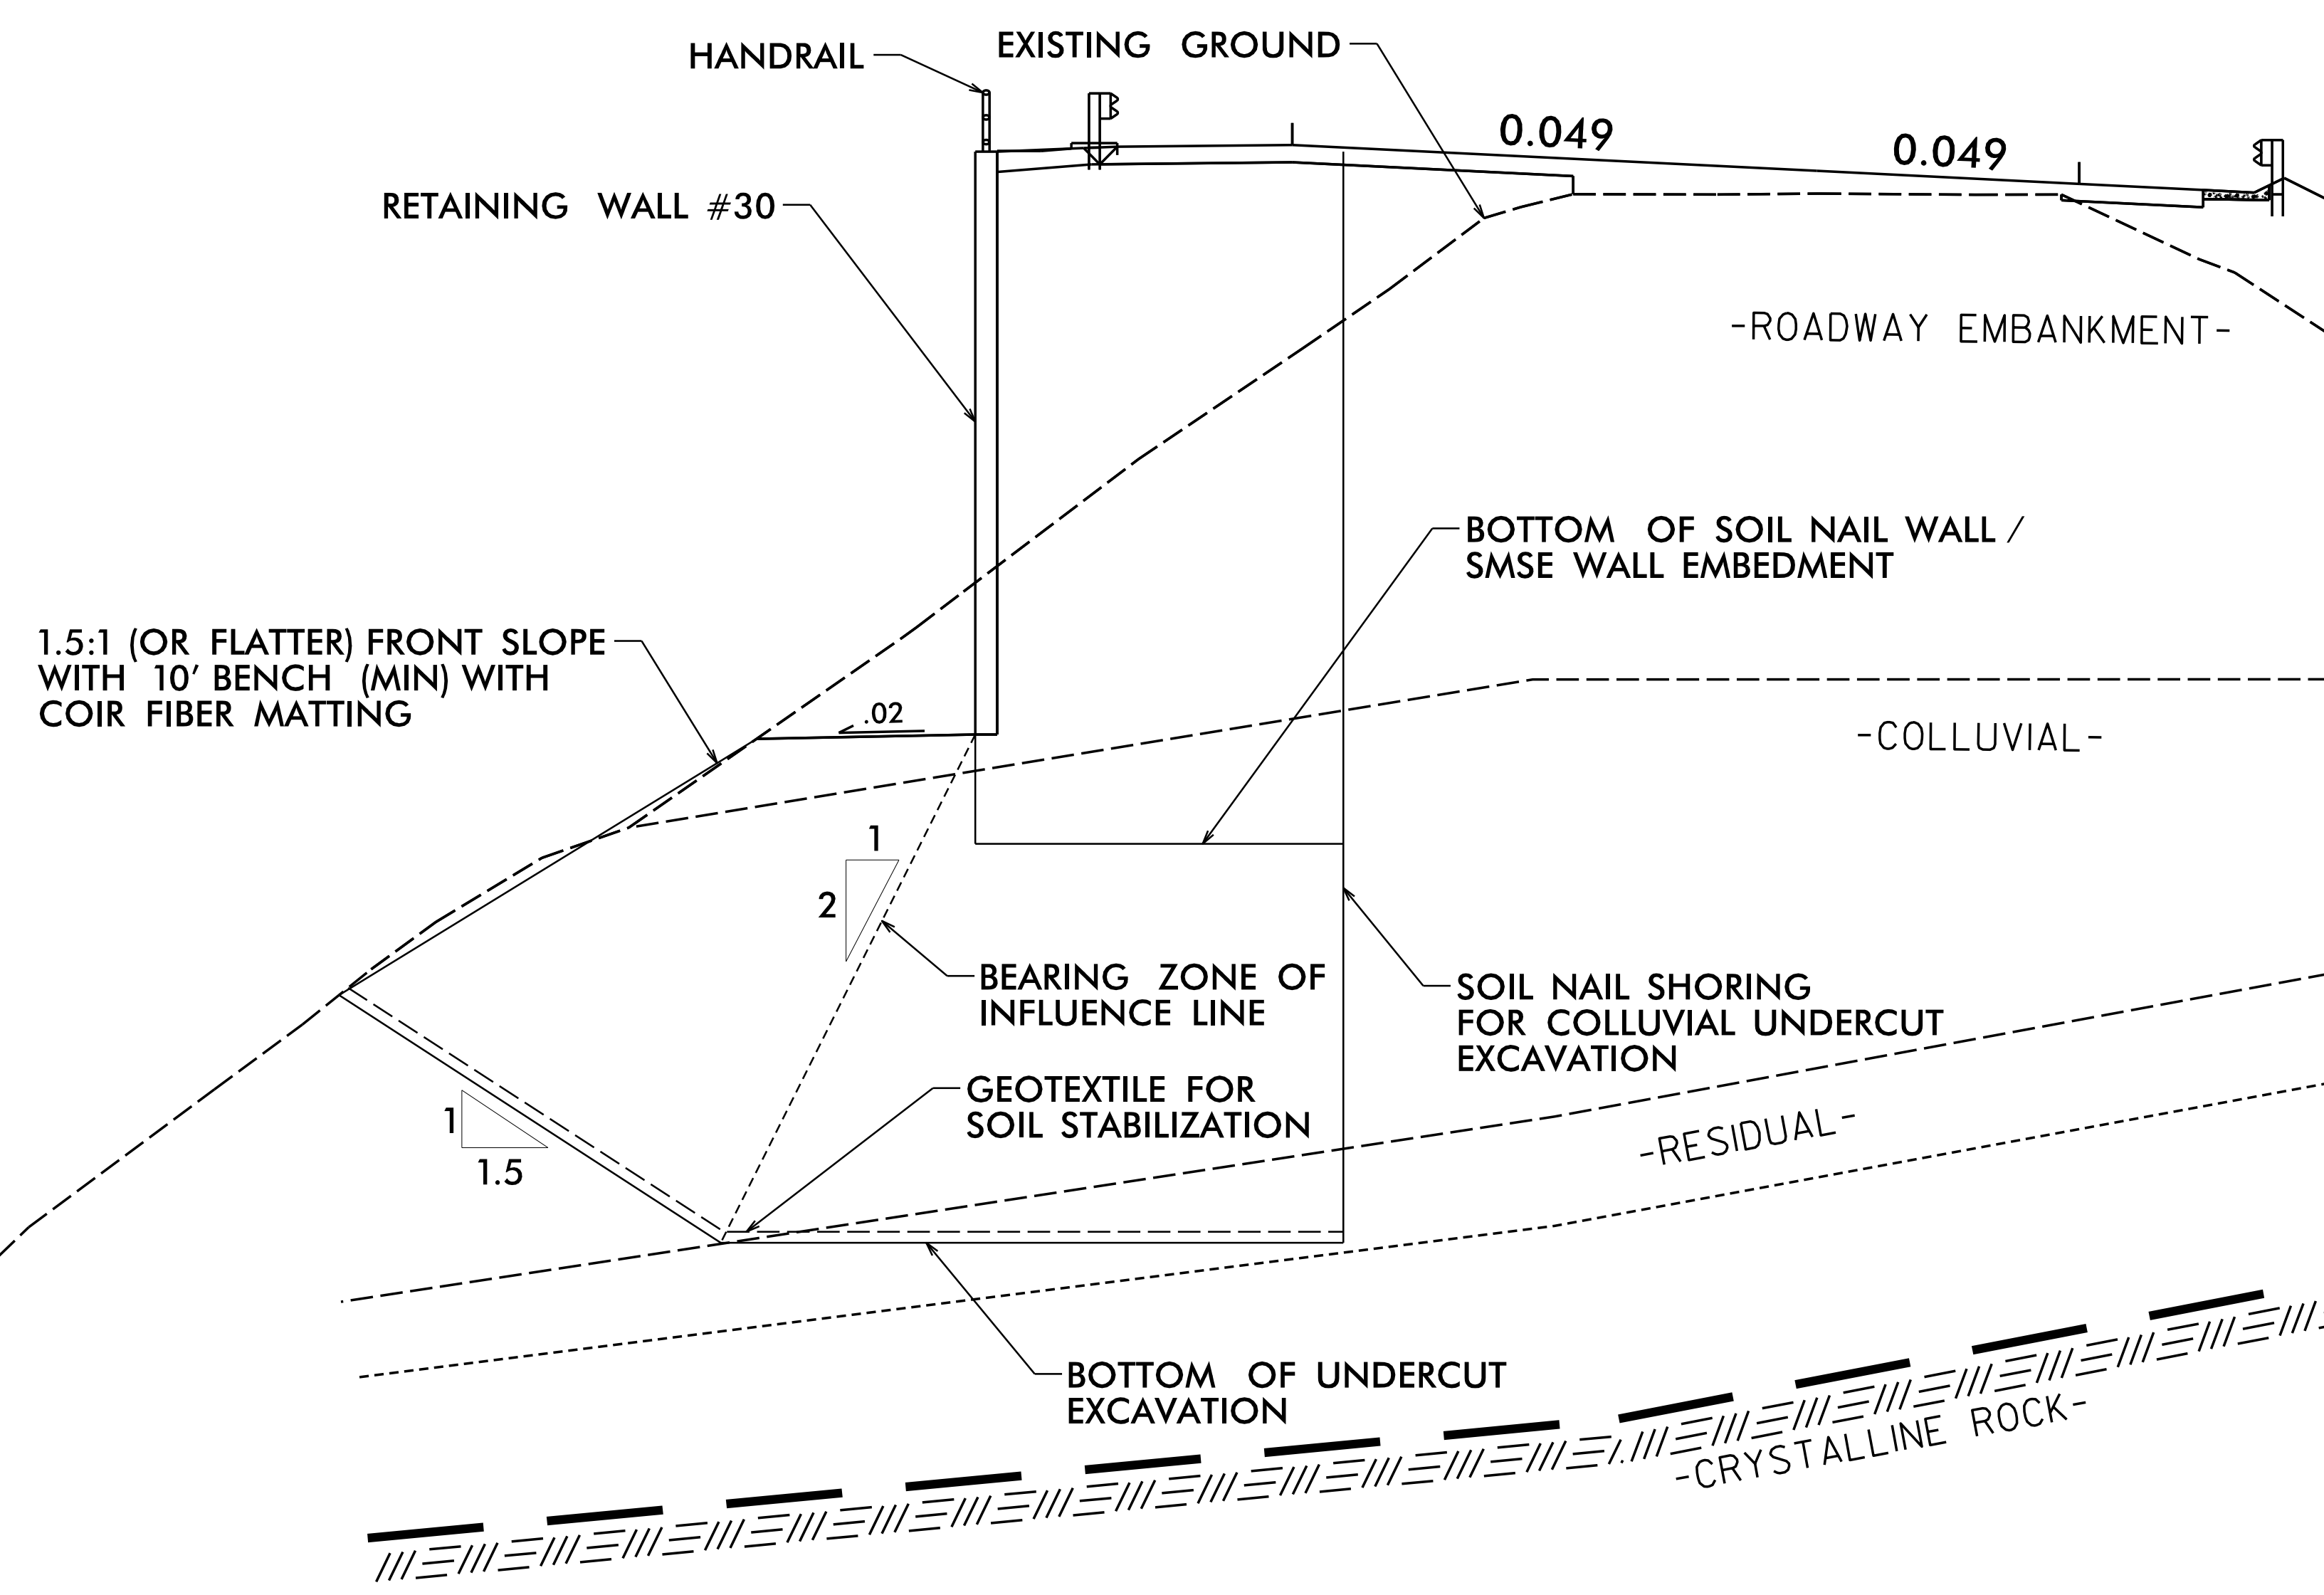 HANDRAIL
EXISTING GROUND
0.049
0.049
RETAINING WALL #30
-ROADWAY EMBANKMENT-
BOTTOM OF SOIL NAIL WALL /
SMSE WALL EMBEDMENT
1.5:1 (OR FLATTER) FRONT SLOPE
WITH 10' BENCH (MIN) WITH
COIR FIBER MATTING
.02
-COLLUVIAL-
1
2
BEARING ZONE OF
INFLUENCE LINE
SOIL NAIL SHORING
FOR COLLUVIAL UNDERCUT
EXCAVATION
GEOTEXTILE FOR
SOIL STABILIZATION
1
1.5
-RESIDUAL-
BOTTOM OF UNDERCUT
EXCAVATION
-CRYSTALLINE ROCK-